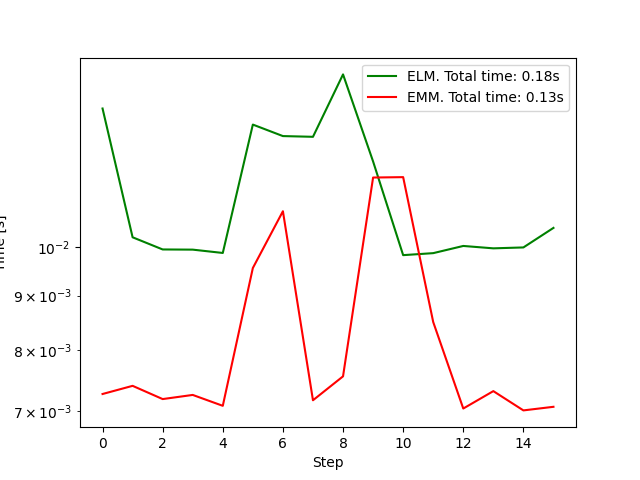 ELM. Total time: 0.18s
EMM. Total time: 0.13s
10⁻²
9 × 10⁻³
8 × 10⁻³
7 × 10⁻³
0 2 4 6 8 10 12 14
Step